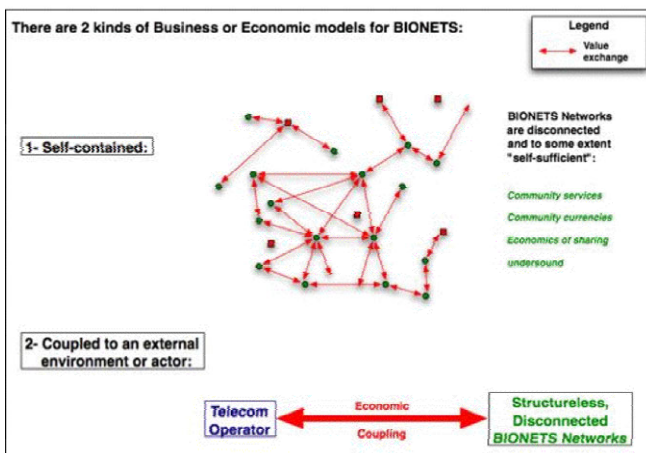 There are 2 kinds of Business or Economic models for BIONETS:
Legend
Value
exchange
1- Self-contained:
BIONETS Networks
are disconnected
and to some extent
"self-sufficient":
Community services
Community currencies
Economics of sharing
undersound
2- Coupled to an external
environment or actor:
Telecom
Operator
Economic
Coupling
Structureless,
Disconnected
BIONETS Networks